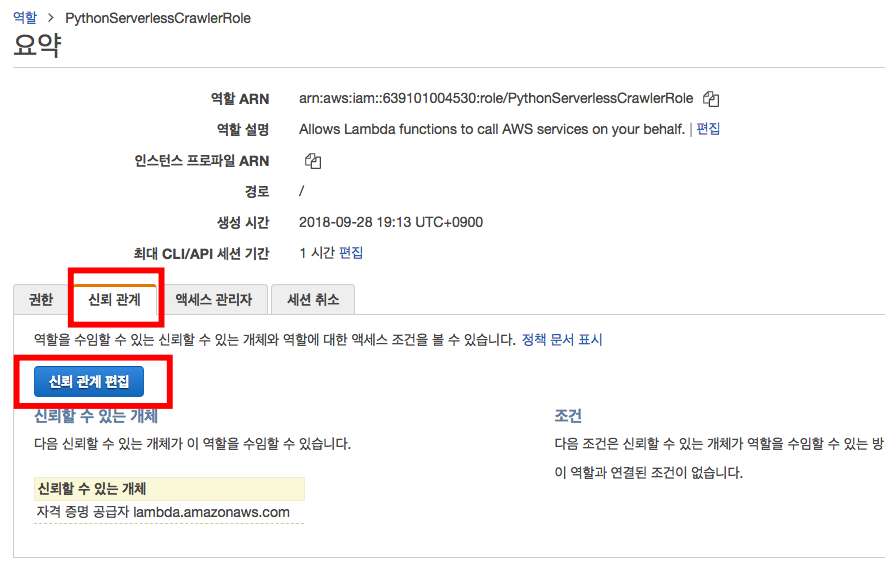 역할 > PythonServerlessCrawlerRole
요약
역할 ARN arn:aws:iam::639101004530:role/PythonServerlessCrawlerRole
역할 설명 Allows Lambda functions to call AWS services on your behalf. | 편집
인스턴스 프로파일 ARN
경로 /
생성 시간 2018-09-28 19:13 UTC+0900
최대 CLI/API 세션 기간 1 시간 편집
권한 신뢰 관계 액세스 관리자 세션 취소
역할을 수임할 수 있는 신뢰할 수 있는 개체와 역할에 대한 액세스 조건을 볼 수 있습니다. 정책 문서 표시
신뢰 관계 편집
신뢰할 수 있는 개체
다음 신뢰할 수 있는 개체가 이 역할을 수임할 수 있습니다.
신뢰할 수 있는 개체
자격 증명 공급자 lambda.amazonaws.com
조건
다음 조건은 신뢰할 수 있는 개체가 역할을 수임할 수 있는 방
이 역할과 연결된 조건이 없습니다.